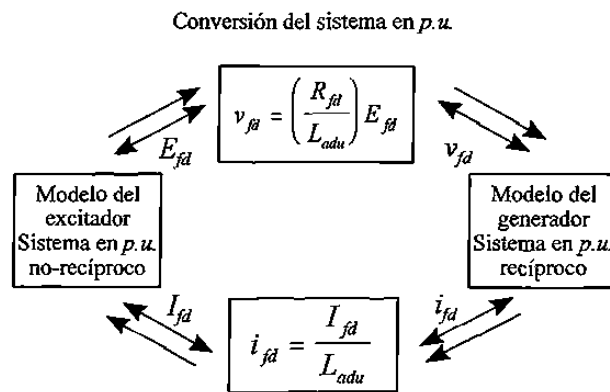 Conversión del sistema en p.u.
v_fd = (R_fd / L_adu) E_fd
E_fd
v_fd
Modelo del
excitador
Sistema en p.u.
no-recíproco
Modelo del
generador
Sistema en p.u.
recíproco
I_fd
i_fd
i_fd = I_fd / L_adu